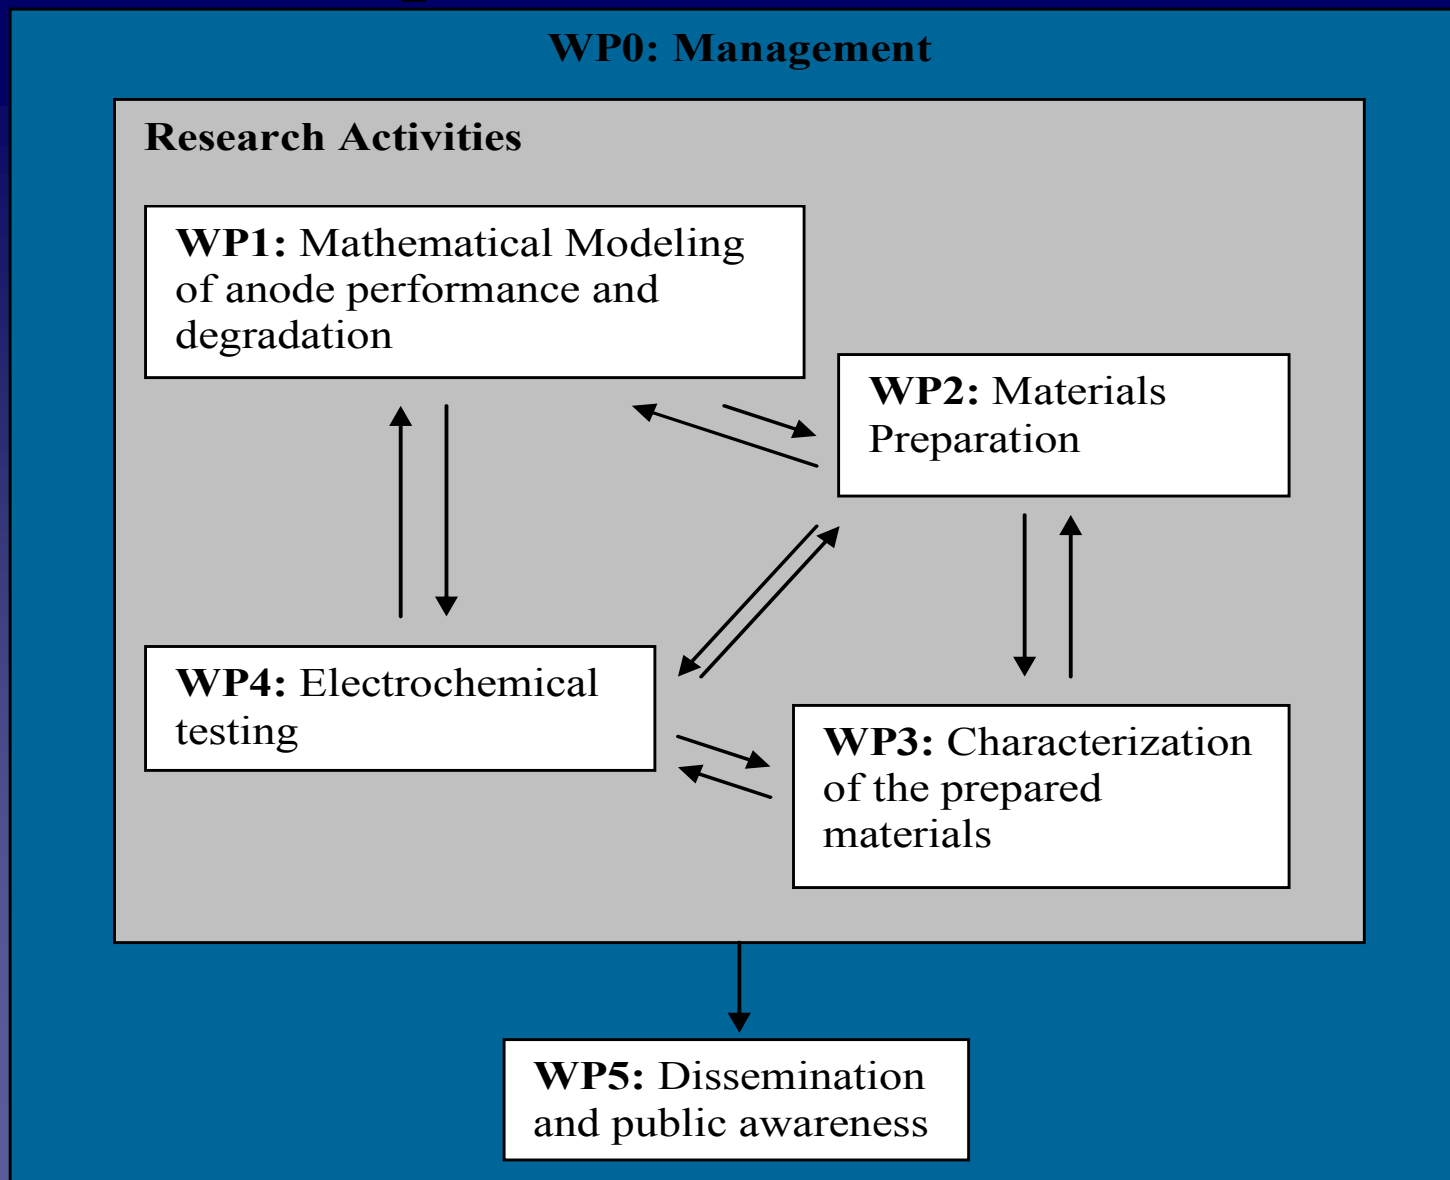 WP0: Management
Research Activities
WP1: Mathematical Modeling
of anode performance and
degradation
WP2: Materials
Preparation
WP4: Electrochemical
testing
WP3: Characterization
of the prepared
materials
WP5: Dissemination
and public awareness